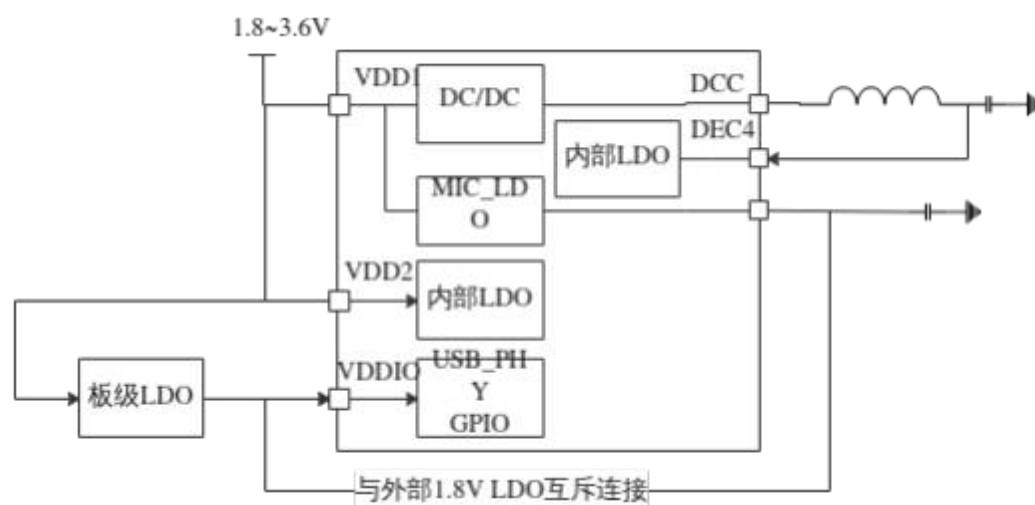 1.8~3.6V
VDD1
DC/DC
DCC
DEC4
内部LDO
MIC_LD
O
VDD2
内部LDO
VDDIO
USB_PH
Y
GPIO
板级LDO
与外部1.8V LDO互斥连接